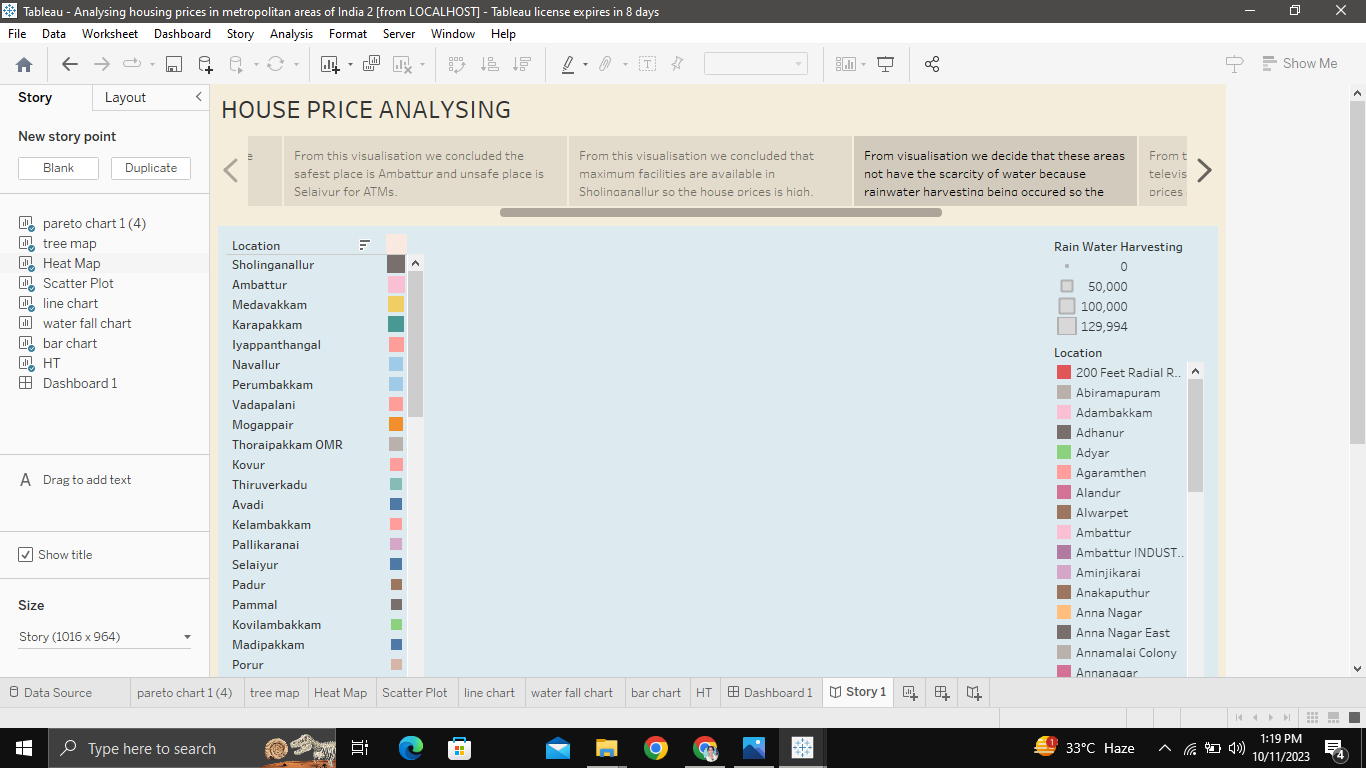 Tableau - Analysing housing prices in metropolitan areas of India 2 [from LOCALHOST] - Tableau license expires in 8 days
File Data Worksheet Dashboard Story Analysis Format Server Window Help
Show Me
Story Layout
New story point
Blank Duplicate
pareto chart 1 (4)
tree map
Heat Map
Scatter Plot
line chart
water fall chart
bar chart
HT
Dashboard 1
A Drag to add text
Show title
Size
Story (1016 x 964)
HOUSE PRICE ANALYSING
e
From this visualisation we concluded the
safest place is Ambattur and unsafe place is
Selaiyur for ATMs.
From this visualisation we concluded that
maximum facilities are available in
Sholinganallur so the house prices is high.
From visualisation we decide that these areas
not have the scarcity of water because
rainwater harvesting being occured so the
From t
televis
prices
Location
Sholinganallur
Ambattur
Medavakkam
Karapakkam
Iyappanthangal
Navallur
Perumbakkam
Vadapalani
Mogappair
Thoraipakkam OMR
Kovur
Thiruverkadu
Avadi
Kelambakkam
Pallikaranai
Selaiyur
Padur
Pammal
Kovilambakkam
Madipakkam
Porur
Rain Water Harvesting
0
50,000
100,000
129,994
Location
200 Feet Radial R..
Abiramapuram
Adambakkam
Adhanur
Adyar
Agaramthen
Alandur
Alwarpet
Ambattur
Ambattur INDUST..
Aminjikarai
Anakaputhur
Anna Nagar
Anna Nagar East
Annamalai Colony
Annanagar
Data Source pareto chart 1 (4) tree map Heat Map Scatter Plot line chart water fall chart bar chart HT Dashboard 1 Story 1
Type here to search
1
33°C Haze
1:19 PM
10/11/2023
4